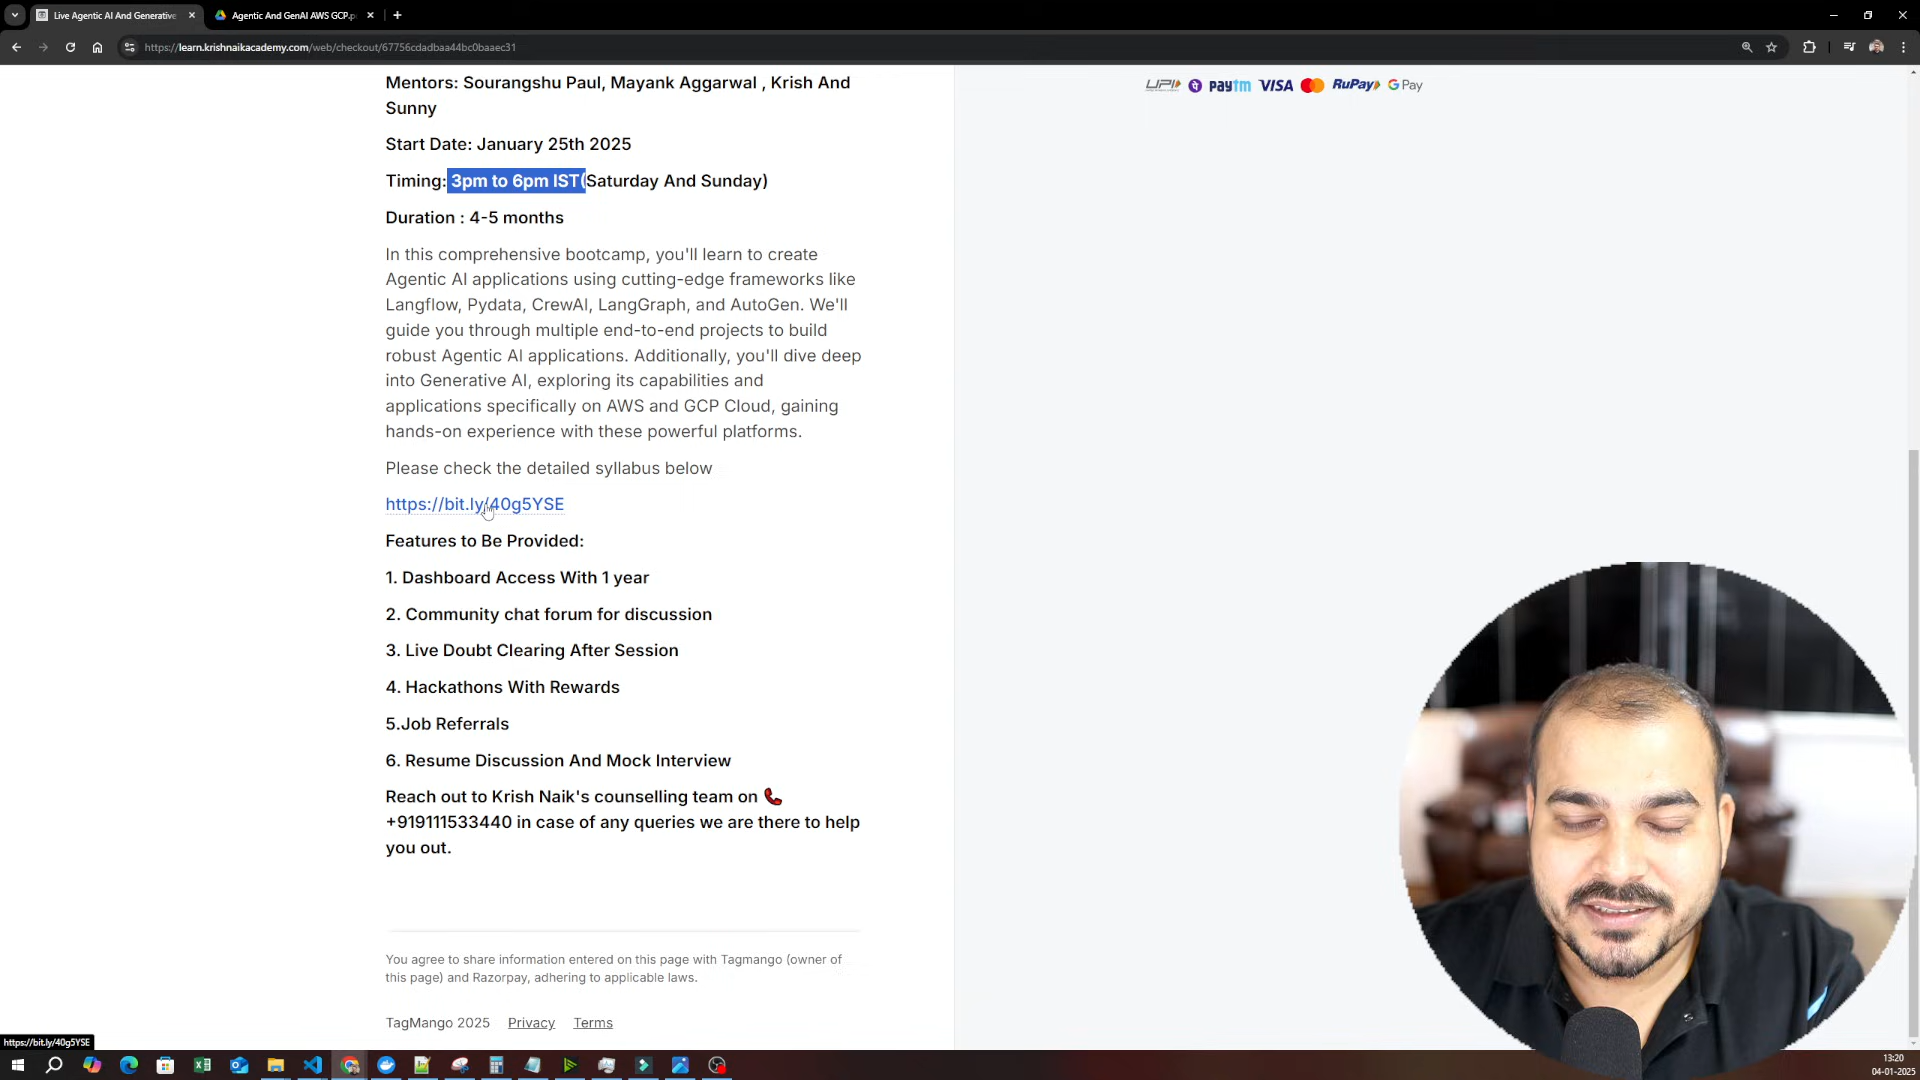 Live Agentic AI And Generative
Agentic And GenAI AWS GCP.p
https://learn.krishnaikacademy.com/web/checkout/67756cdadbaa44bc0baaec31
Mentors: Sourangshu Paul, Mayank Aggarwal , Krish And
Sunny
Start Date: January 25th 2025
Timing: 3pm to 6pm IST(Saturday And Sunday)
Duration : 4-5 months
In this comprehensive bootcamp, you'll learn to create
Agentic AI applications using cutting-edge frameworks like
Langflow, Pydata, CrewAI, LangGraph, and AutoGen. We'll
guide you through multiple end-to-end projects to build
robust Agentic AI applications. Additionally, you'll dive deep
into Generative AI, exploring its capabilities and
applications specifically on AWS and GCP Cloud, gaining
hands-on experience with these powerful platforms.
Please check the detailed syllabus below
https://bit.ly/40g5YSE
Features to Be Provided:
1. Dashboard Access With 1 year
2. Community chat forum for discussion
3. Live Doubt Clearing After Session
4. Hackathons With Rewards
5.Job Referrals
6. Resume Discussion And Mock Interview
Reach out to Krish Naik's counselling team on 📞
+919111533440 in case of any queries we are there to help
you out.
You agree to share information entered on this page with Tagmango (owner of
this page) and Razorpay, adhering to applicable laws.
TagMango 2025 Privacy Terms
UPI paytm VISA RuPay G Pay
https://bit.ly/40g5YSE
13:20
04-01-2025